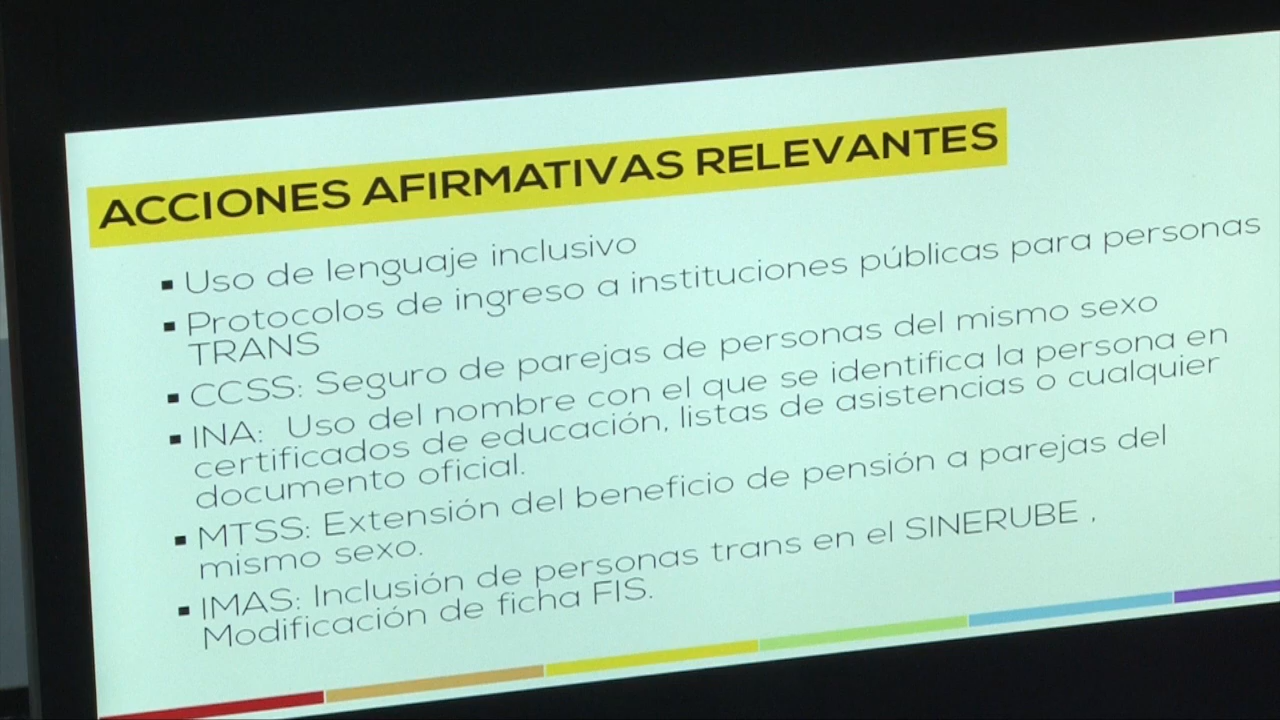 ACCIONES AFIRMATIVAS RELEVANTES
▪ Uso de lenguaje inclusivo
▪ Protocolos de ingreso a instituciones públicas para personas
TRANS
▪ CCSS: Seguro de parejas de personas del mismo sexo
▪ INA: Uso del nombre con el que se identifica la persona en
certificados de educación, listas de asistencias o cualquier
documento oficial.
▪ MTSS: Extensión del beneficio de pensión a parejas del
mismo sexo.
▪ IMAS: Inclusión de personas trans en el SINERUBE ,
Modificación de ficha FIS.